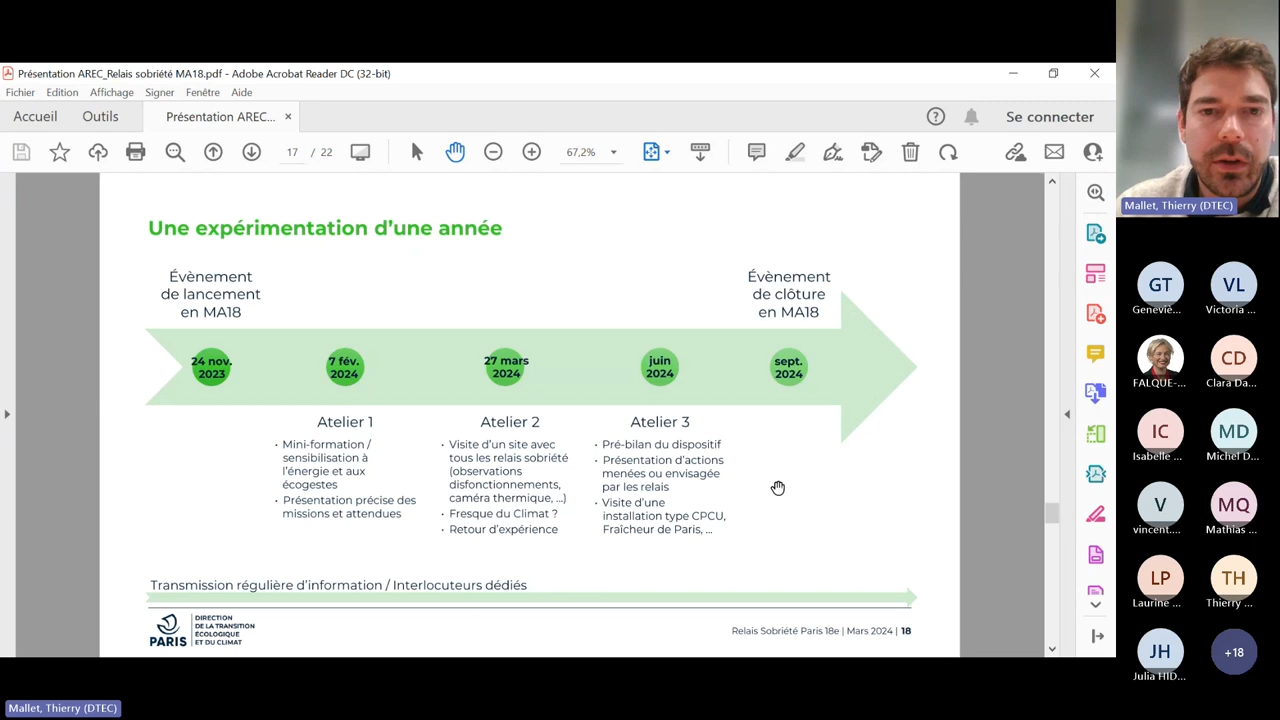 Présentation AREC_Relais sobriété MA18.pdf - Adobe Acrobat Reader DC (32-bit)
Fichier Edition Affichage Signer Fenêtre Aide
Accueil Outils Présentation AREC... × Se connecter
17 / 22 67,2%
Une expérimentation d'une année
Évènement
de lancement
en MA18
Évènement
de clôture
en MA18
24 nov.
2023
7 fév.
2024
27 mars
2024
juin
2024
sept.
2024
Atelier 1
• Mini-formation /
sensibilisation à
l'énergie et aux
écogestes
• Présentation précise des
missions et attendues
Atelier 2
• Visite d'un site avec
tous les relais sobriété
(observations
disfonctionnements,
caméra thermique, ...)
• Fresque du Climat ?
• Retour d'expérience
Atelier 3
• Pré-bilan du dispositif
• Présentation d'actions
menées ou envisagée
par les relais
• Visite d'une
installation type CPCU,
Fraîcheur de Paris, ...
Transmission régulière d'information / Interlocuteurs dédiés
PARIS
DIRECTION
DE LA TRANSITION
ÉCOLOGIQUE
ET DU CLIMAT
Relais Sobriété Paris 18e | Mars 2024 | 18
Mallet, Thierry (DTEC)
GT VL
Genevièv... Victoria ...
CD
FALQUE-... Clara Da...
IC MD
Isabelle ... Michel D...
V MQ
vincent.... Mathias ...
LP TH
Laurine ... Thierry ...
JH +18
Julia HID...
Mallet, Thierry (DTEC)